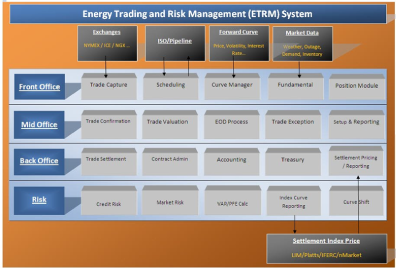 Energy Trading and Risk Management (ETRM) System
Exchanges
NYMEX / ICE / NGX ...
ISO/Pipeline
Forward Curve
Price, Volatility, Interest
Rate...
Market Data
Weather, Outage,
Demand, Inventory
Front Office
Trade Capture
Scheduling
Curve Manager
Fundamental
Position Module
Mid Office
Trade Confirmation
Trade Valuation
EOD Process
Trade Exception
Setup & Reporting
Back Office
Trade Settlement
Contract Admin
Accounting
Treasury
Settlement Pricing
/ Reporting
Risk
Credit Risk
Market Risk
VAR/PFE Calc
Index Curve
Reporting
Curve Shift
Settlement Index Price
LIM/Platts/IFERC/nMarket